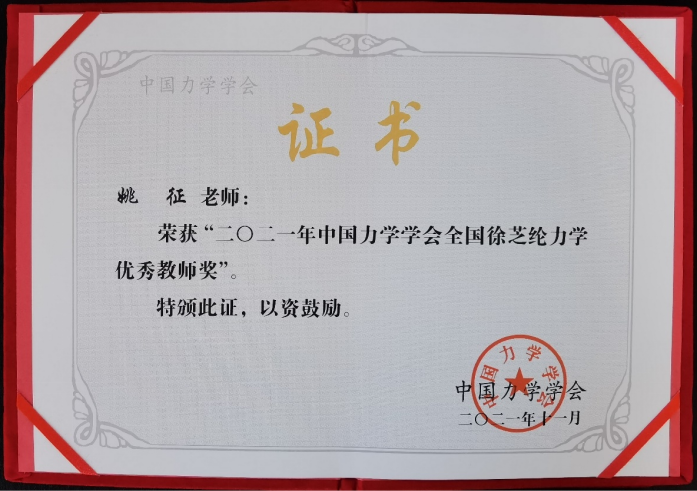 中国力学学会
证书
姚 征 老师:
荣获“二〇二一年中国力学学会全国徐芝纶力学
优秀教师奖”。
特颁此证,以资鼓励。
中国力学学会
中国力学学会
二〇二一年十一月